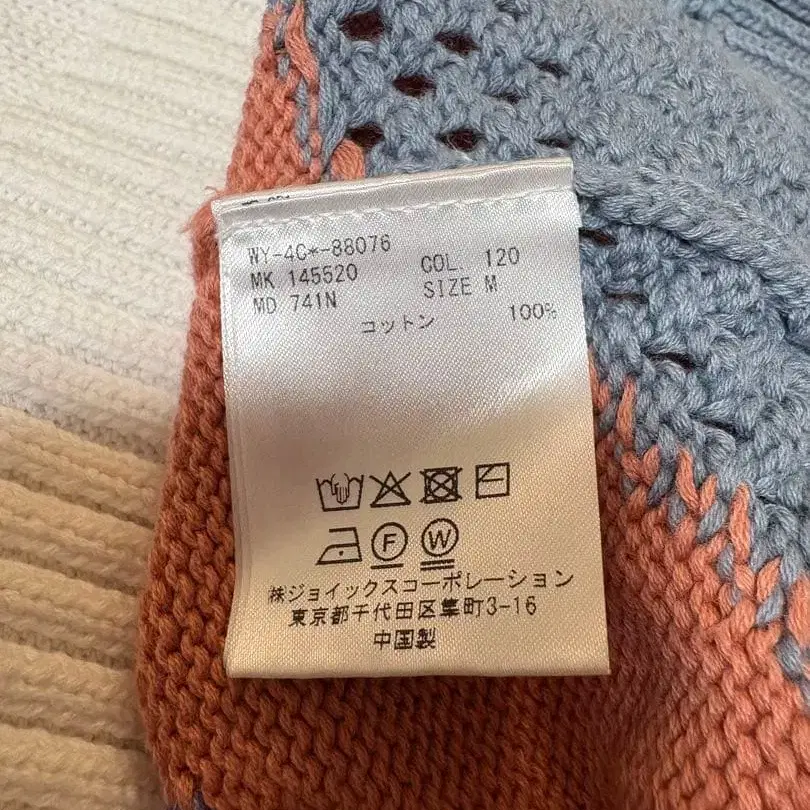 WY-4C*-88076
MK 145520 COL. 120
MD 741N SIZE M
コットン 100%
F W
㈱ジョイックスコーポレーション
東京都千代田区隼町3-16
中国製